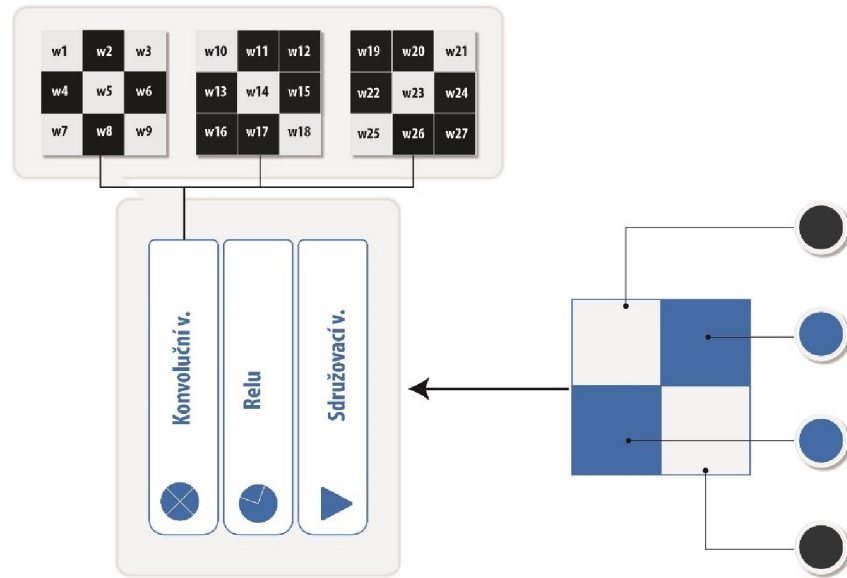 w1 w2 w3
w4 w5 w6
w7 w8 w9
w10 w11 w12
w13 w14 w15
w16 w17 w18
w19 w20 w21
w22 w23 w24
w25 w26 w27
Konvoluční v.
Relu
Sdružovací v.